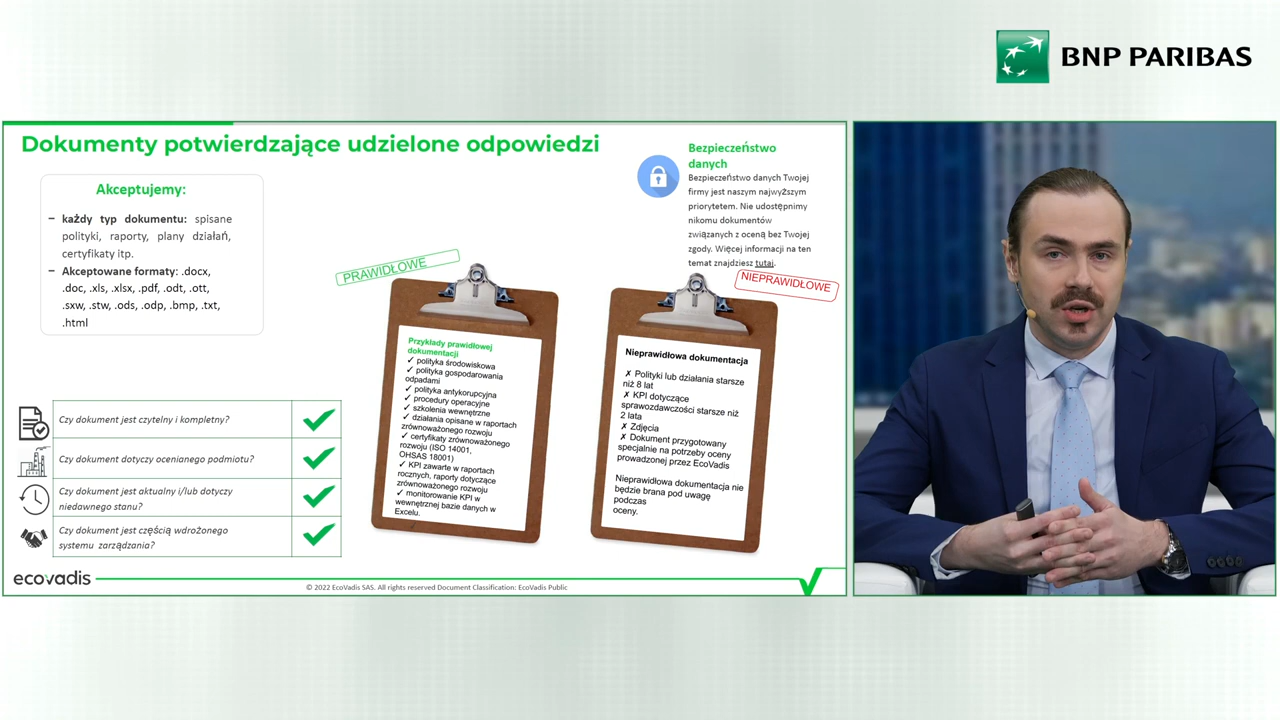 BNP PARIBAS
Dokumenty potwierdzające udzielone odpowiedzi
Akceptujemy:
– każdy typ dokumentu: spisane
polityki, raporty, plany działań,
certyfikaty itp.
– Akceptowane formaty: .docx,
.doc, .xls, .xlsx, .pdf, .odt, .ott,
.sxw, .stw, .ods, .odp, .bmp, .txt,
.html
Bezpieczeństwo
danych
Bezpieczeństwo danych Twojej
firmy jest naszym najwyższym
priorytetem. Nie udostępnimy
nikomu dokumentów
związanych z oceną bez Twojej
zgody. Więcej informacji na ten
temat znajdziesz tutaj.
PRAWIDŁOWE
Przykłady prawidłowej
dokumentacji
✓ polityka środowiskowa
✓ polityka gospodarowania
odpadami
✓ polityka antykorupcyjna
✓ procedury operacyjne
✓ szkolenia wewnętrzne
✓ działania opisane w raportach
zrównoważonego rozwoju
✓ certyfikaty zrównoważonego
rozwoju (ISO 14001,
OHSAS 18001)
✓ KPI zawarte w raportach
rocznych, raporty dotyczące
zrównoważonego rozwoju
✓ monitorowanie KPI w
wewnętrznej bazie danych w
Excelu.
NIEPRAWIDŁOWE
Nieprawidłowa dokumentacja
✗ Polityki lub działania starsze
niż 8 lat
✗ KPI dotyczące
sprawozdawczości starsze niż
2 lata
✗ Zdjęcia
✗ Dokument przygotowany
specjalnie na potrzeby oceny
prowadzonej przez EcoVadis
Nieprawidłowa dokumentacja nie
będzie brana pod uwagę
podczas
oceny.
Czy dokument jest czytelny i kompletny?
Czy dokument dotyczy ocenianego podmiotu?
Czy dokument jest aktualny i/lub dotyczy
niedawnego stanu?
Czy dokument jest częścią wdrożonego
systemu zarządzania?
ecovadis
© 2022 EcoVadis SAS. All rights reserved Document Classification: EcoVadis Public